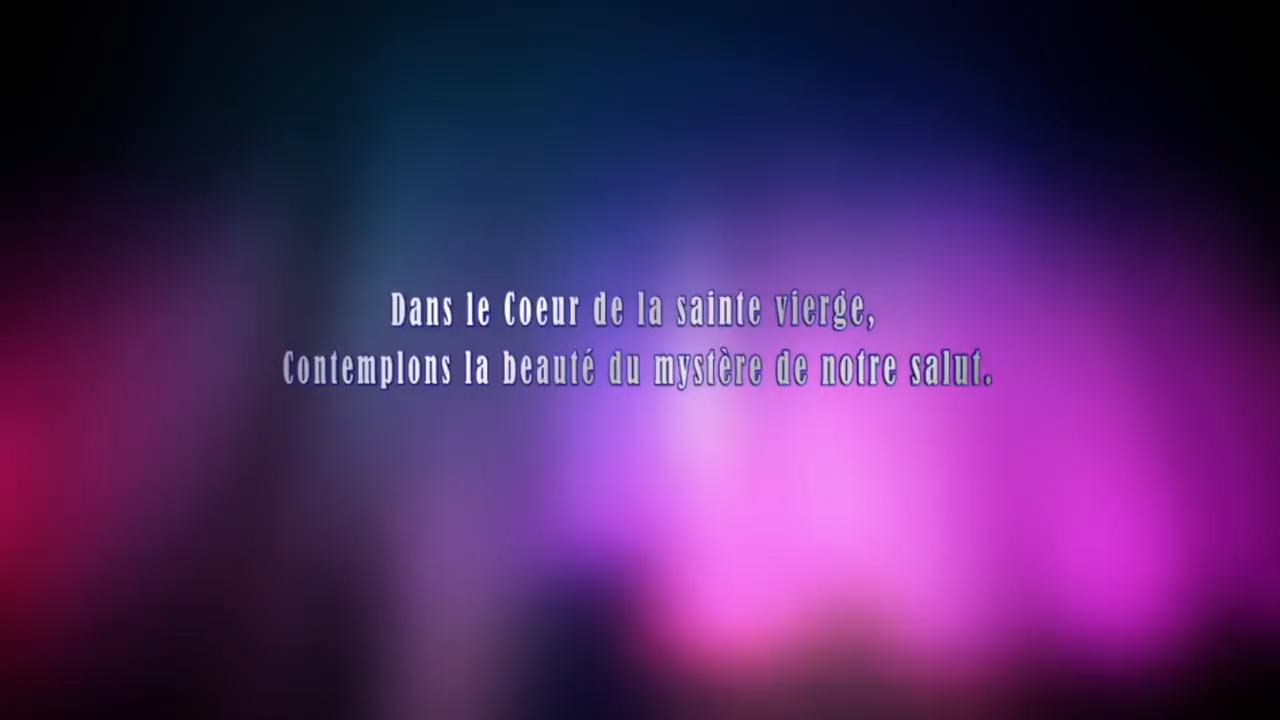 Dans le Coeur de la sainte vierge,
Contemplons la beauté du mystère de notre salut.